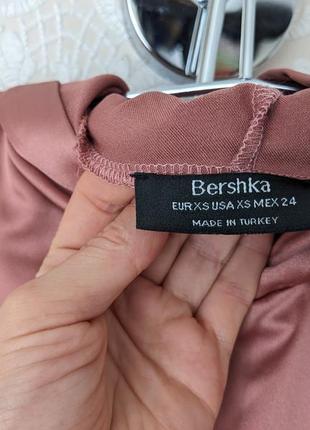 Bershka
EUR XS USA XS MEX 24
MADE IN TURKEY